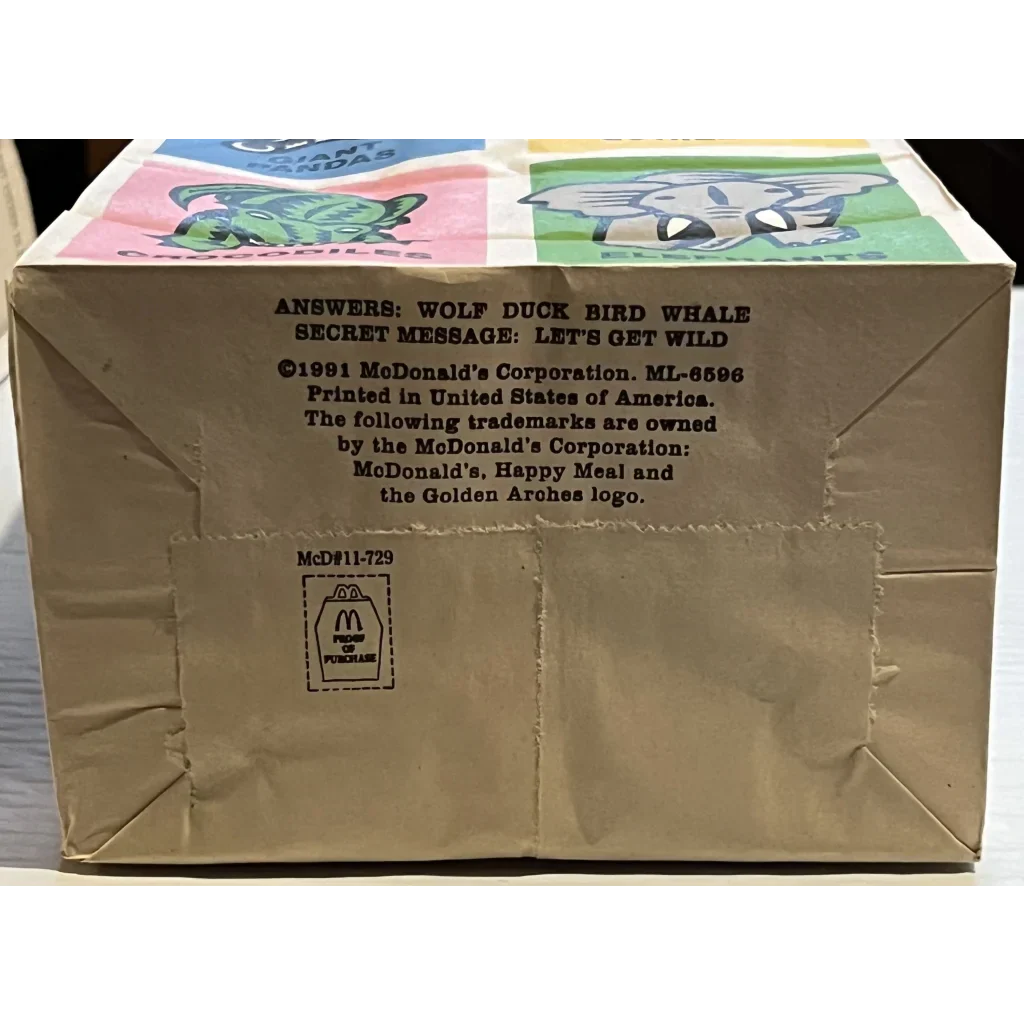 GIANT
PANDAS
CROCODILES
ELEPHANTS
ANSWERS: WOLF DUCK BIRD WHALE
SECRET MESSAGE: LET'S GET WILD
©1991 McDonald's Corporation. ML-6596
Printed in United States of America.
The following trademarks are owned
by the McDonald's Corporation:
McDonald's, Happy Meal and
the Golden Arches logo.
McD#11-729
M
PROOF
OF
PURCHASE